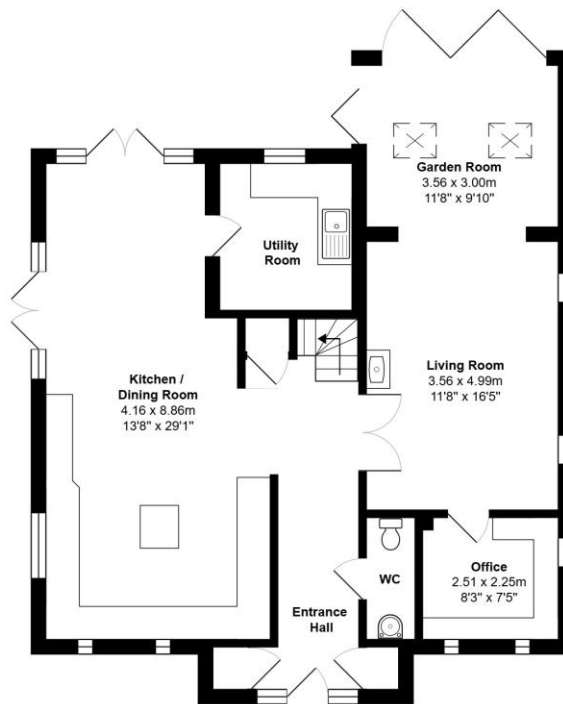 Garden Room
3.56 x 3.00m
11'8" x 9'10"
Utility
Room
Kitchen /
Dining Room
4.16 x 8.86m
13'8" x 29'1"
Living Room
3.56 x 4.99m
11'8" x 16'5"
WC
Office
2.51 x 2.25m
8'3" x 7'5"
Entrance
Hall